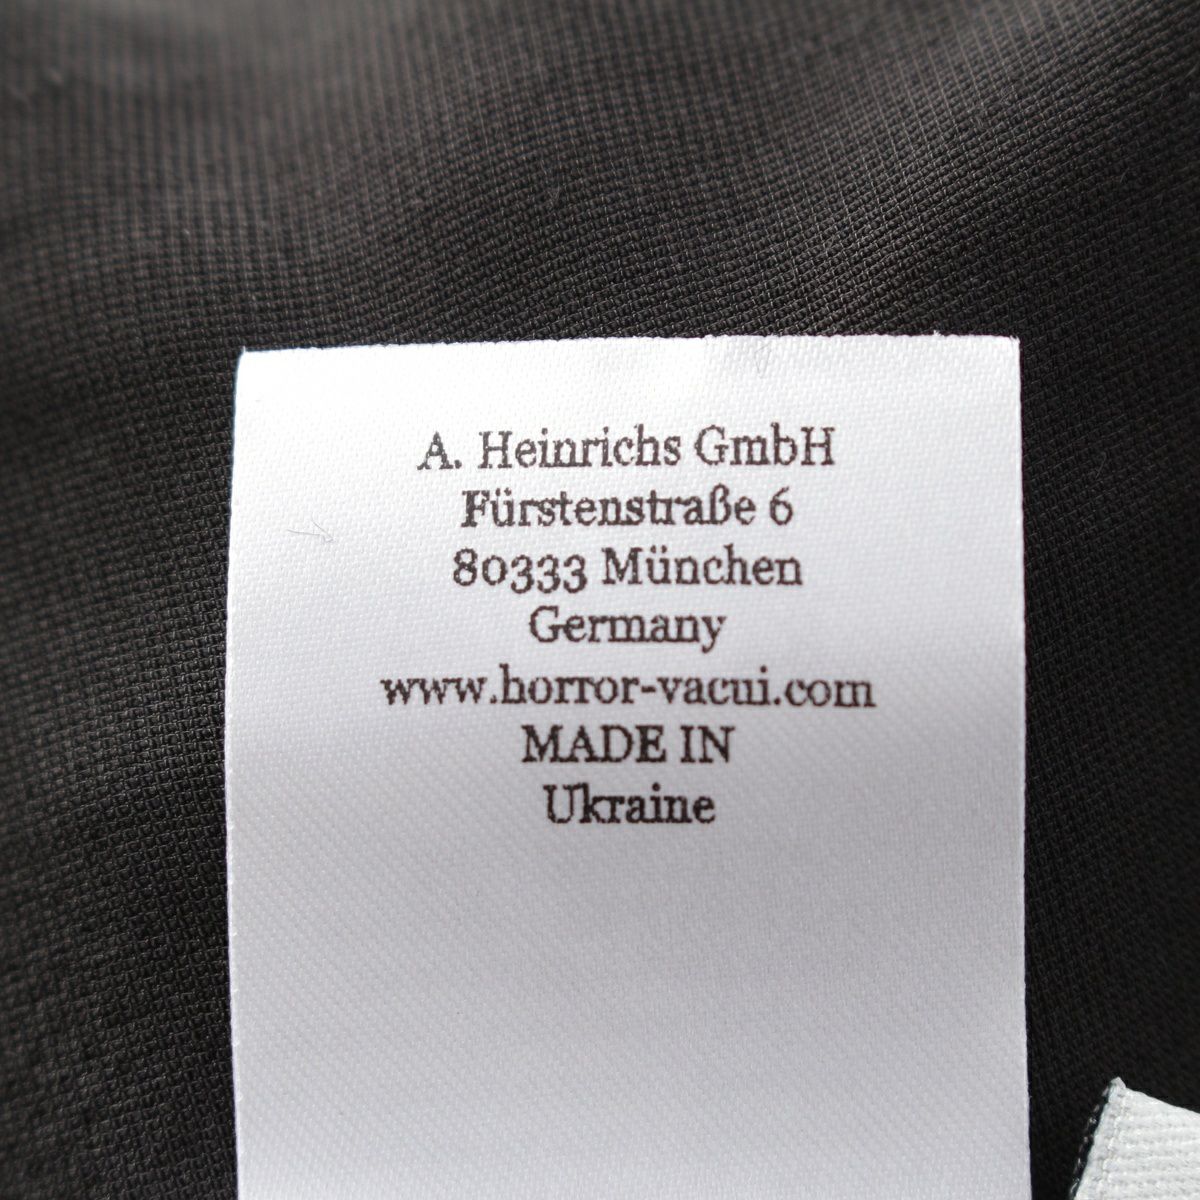 A. Heinrichs GmbH
Fürstenstraße 6
80333 München
Germany
www.horror-vacui.com
MADE IN
Ukraine